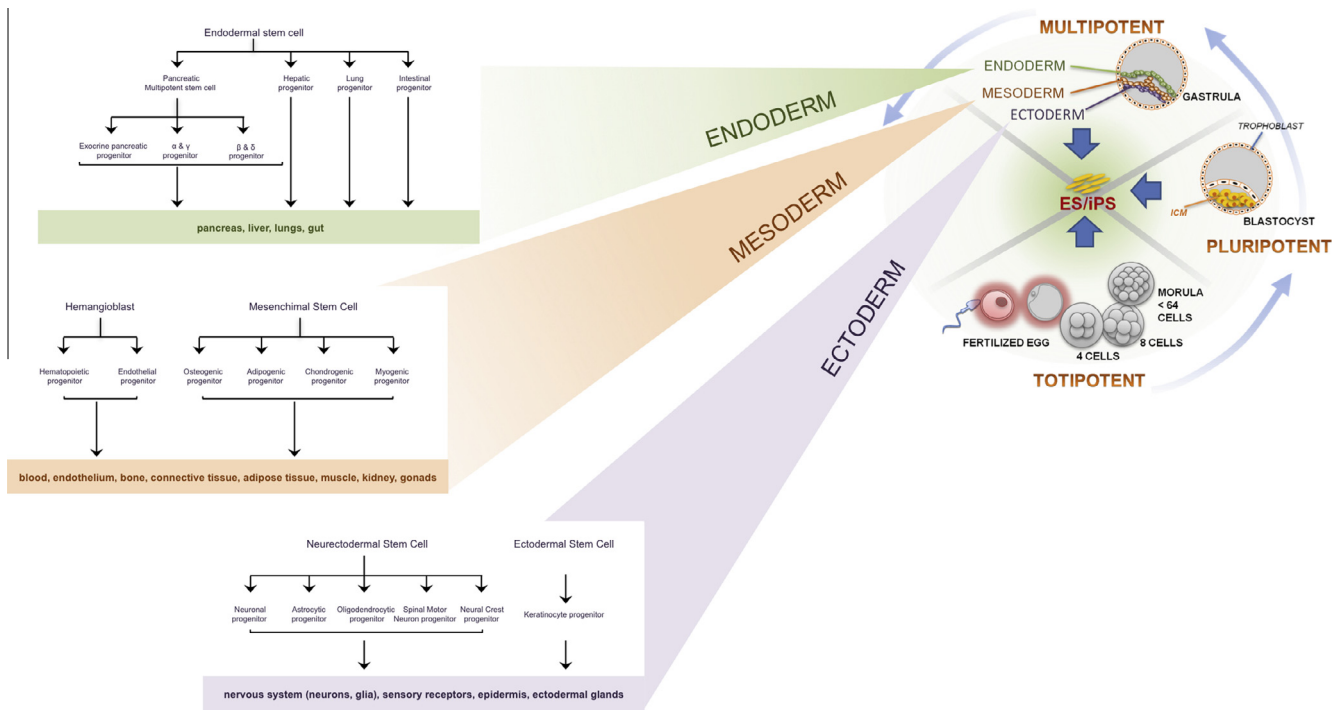 Endodermal stem cell
Pancreatic
Multipotent stem cell
Hepatic
progenitor
Lung
progenitor
Intestinal
progenitor
Exocrine pancreatic
progenitor
α & γ
progenitor
β & δ
progenitor
pancreas, liver, lungs, gut
Hemangioblast
Mesenchimal Stem Cell
Hematopoietic
progenitor
Endothelial
progenitor
Osteogenic
progenitor
Adipogenic
progenitor
Chondrogenic
progenitor
Myogenic
progenitor
blood, endothelium, bone, connective tissue, adipose tissue, muscle, kidney, gonads
Neurectodermal Stem Cell
Ectodermal Stem Cell
Neuronal
progenitor
Astrocytic
progenitor
Oligodendrocytic
progenitor
Spinal Motor
Neuron progenitor
Neural Crest
progenitor
Keratinocyte progenitor
nervous system (neurons, glia), sensory receptors, epidermis, ectodermal glands
ENDODERM
MESODERM
ECTODERM
MULTIPOTENT
ENDODERM
MESODERM
ECTODERM
GASTRULA
TROPHOBLAST
ES/iPS
ICM
BLASTOCYST
PLURIPOTENT
MORULA
< 64
CELLS
FERTILIZED EGG
8 CELLS
4 CELLS
TOTIPOTENT